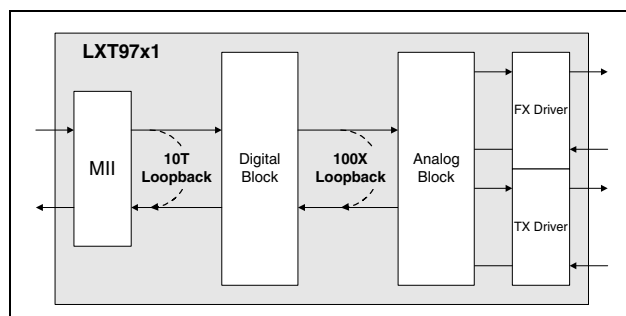 LXT97x1
MII
10T
Loopback
Digital
Block
100X
Loopback
Analog
Block
FX Driver
TX Driver